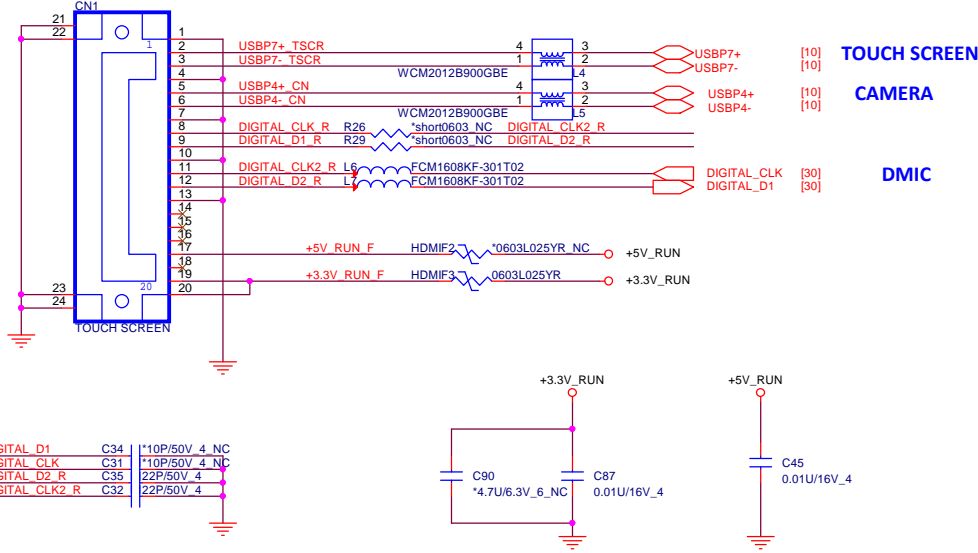 CN1
21
22
1
1
2 USBP7+_TSCR 4 3 USBP7+ [10] TOUCH SCREEN
3 USBP7-_TSCR 1 2 USBP7- [10]
WCM2012B900GBE L4
4
5 USBP4+_CN 4 3 USBP4+ [10] CAMERA
6 USBP4-_CN 1 2 USBP4- [10]
WCM2012B900GBE L5
7
8 DIGITAL_CLK_R R26 *short0603_NC DIGITAL_CLK2_R
9 DIGITAL_D1_R R29 *short0603_NC DIGITAL_D2_R
10
11 DIGITAL_CLK2_R L6 FCM1608KF-301T02 DIGITAL_CLK [30] DMIC
12 DIGITAL_D2_R L7 FCM1608KF-301T02 DIGITAL_D1 [30]
13
14
15
16
17 +5V_RUN_F HDMIF2 *0603L025YR_NC +5V_RUN
18
19 +3.3V_RUN_F HDMIF3 0603L025YR +3.3V_RUN
20
20
23
24
TOUCH SCREEN
+3.3V_RUN
+5V_RUN
GITAL_D1 C34 *10P/50V_4_NC
GITAL_CLK C31 *10P/50V_4_NC
GITAL_D2_R C35 22P/50V_4
GITAL_CLK2_R C32 22P/50V_4
C90
*4.7U/6.3V_6_NC
C87
0.01U/16V_4
C45
0.01U/16V_4